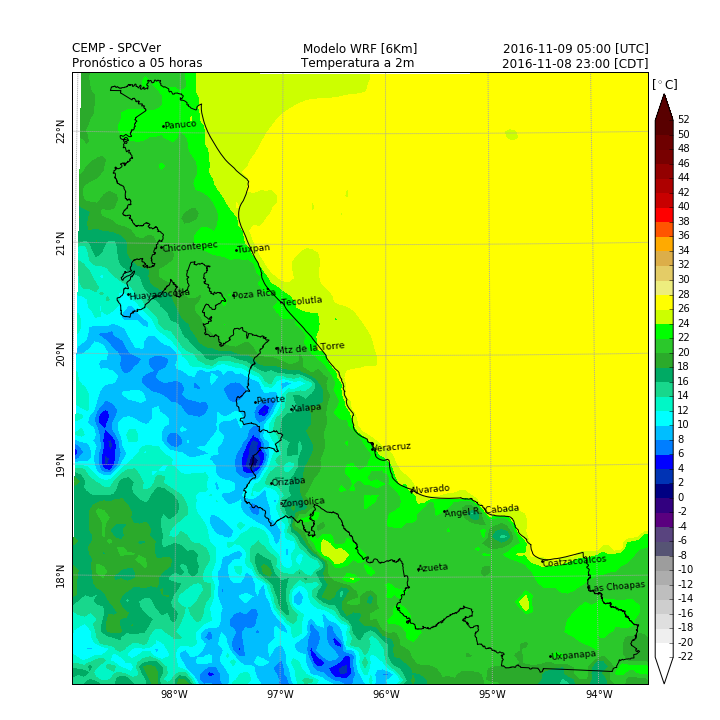 CEMP - SPCVer
Modelo WRF [6Km]
2016-11-09 05:00 [UTC]
Pronóstico a 05 horas
Temperatura a 2m
2016-11-08 23:00 [CDT]
[°C]
52
50
48
46
44
42
40
38
36
34
32
30
28
26
24
22
20
18
16
14
12
10
8
6
4
2
0
-2
-4
-6
-8
-10
-12
-14
-16
-18
-20
-22
22°N
21°N
20°N
19°N
18°N
Panuco
Chicontepec
Tuxpan
Huayacocotla
Poza Rica
Tecolutla
Mtz de la Torre
Perote
Xalapa
Veracruz
Orizaba
Alvarado
Zongolica
Angel R. Cabada
Azueta
Coatzacoalcos
Las Choapas
Uxpanapa
98°W
97°W
96°W
95°W
94°W